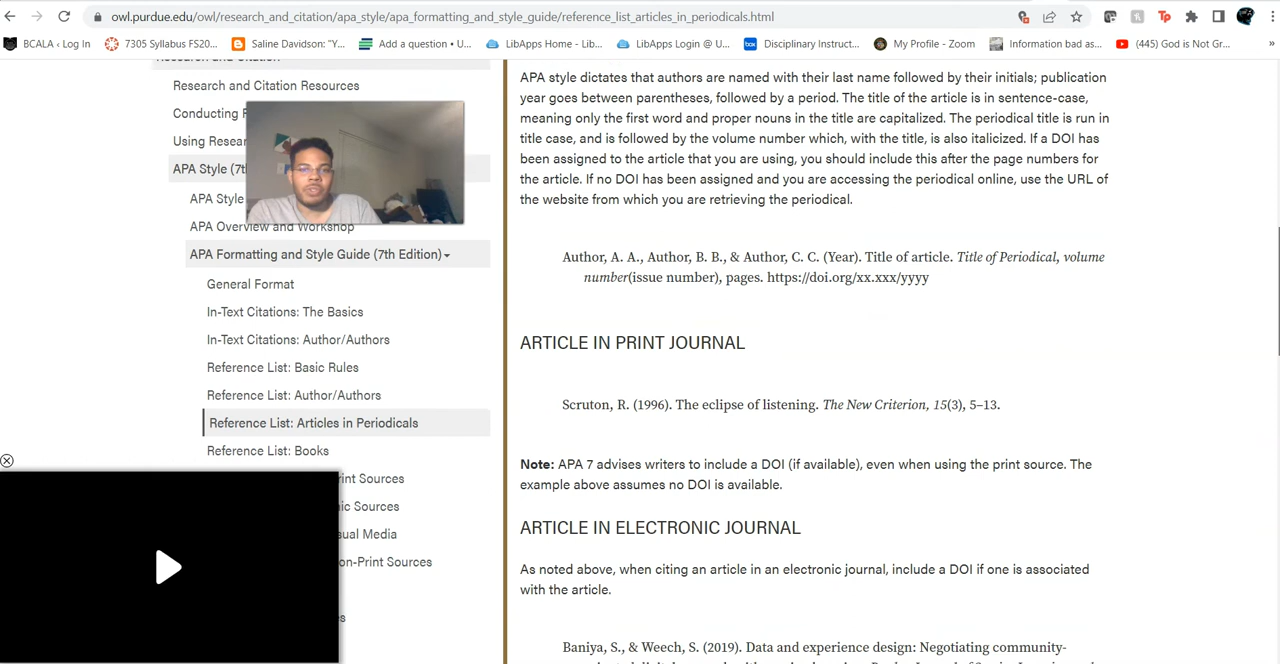 owl.purdue.edu/owl/research_and_citation/apa_style/apa_formatting_and_style_guide/reference_list_articles_in_periodicals.html
BCALA ‹ Log In
7305 Syllabus FS20...
Saline Davidson: "Y...
Add a question • U...
LibApps Home - Lib...
LibApps Login @ U...
Disciplinary Instruct...
My Profile - Zoom
Information bad as...
(445) God is Not Gr...
»
Research and Citation
Research and Citation Resources
Conducting
Using Resear
APA Style (7th
APA Style
APA Overview and Workshop
APA Formatting and Style Guide (7th Edition)
General Format
In-Text Citations: The Basics
In-Text Citations: Author/Authors
Reference List: Basic Rules
Reference List: Author/Authors
Reference List: Articles in Periodicals
Reference List: Books
rint Sources
ic Sources
sual Media
on-Print Sources
s
APA style dictates that authors are named with their last name followed by their initials; publication
year goes between parentheses, followed by a period. The title of the article is in sentence-case,
meaning only the first word and proper nouns in the title are capitalized. The periodical title is run in
title case, and is followed by the volume number which, with the title, is also italicized. If a DOI has
been assigned to the article that you are using, you should include this after the page numbers for
the article. If no DOI has been assigned and you are accessing the periodical online, use the URL of
the website from which you are retrieving the periodical.
Author, A. A., Author, B. B., & Author, C. C. (Year). Title of article. Title of Periodical, volume
number(issue number), pages. https://doi.org/xx.xxx/yyyy
ARTICLE IN PRINT JOURNAL
Scruton, R. (1996). The eclipse of listening. The New Criterion, 15(3), 5–13.
Note: APA 7 advises writers to include a DOI (if available), even when using the print source. The
example above assumes no DOI is available.
ARTICLE IN ELECTRONIC JOURNAL
As noted above, when citing an article in an electronic journal, include a DOI if one is associated
with the article.
Baniya, S., & Weech, S. (2019). Data and experience design: Negotiating community-